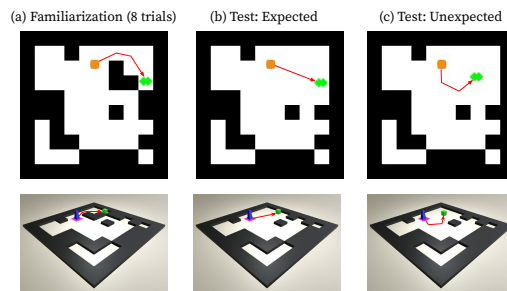 (a) Familiarization (8 trials)
(b) Test: Expected
(c) Test: Unexpected